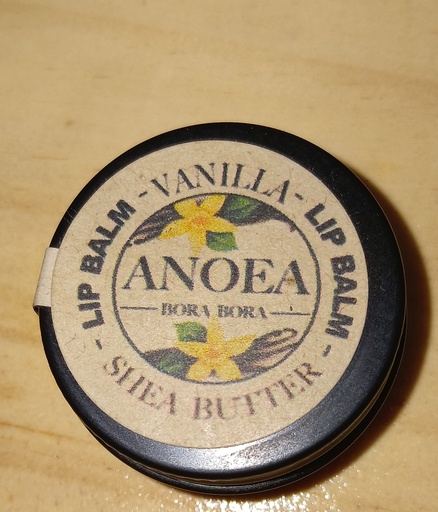 - VANILLA -
LIP BALM
LIP BALM
ANOEA
BORA BORA
- SHEA BUTTER -